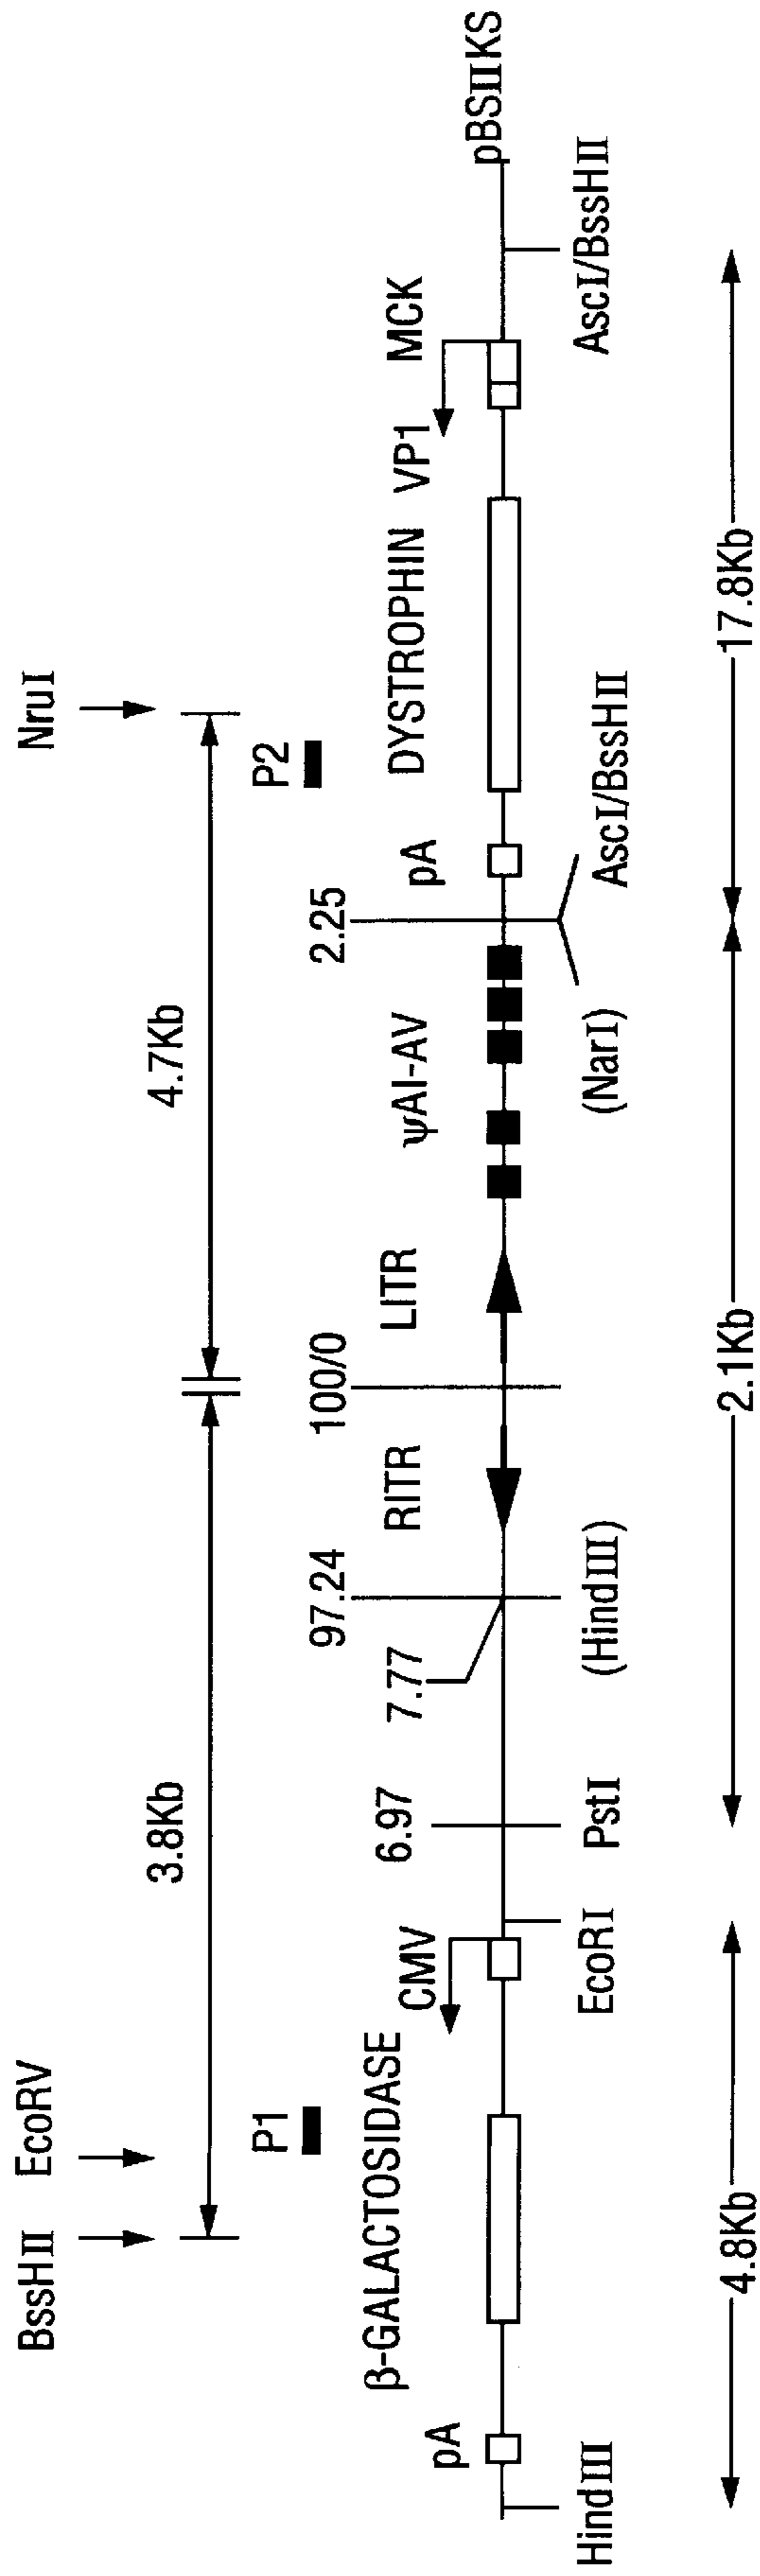 BssHII EcoRV NruI
3.8Kb 4.7Kb
P1 P2
97.24 100/0 2.25
β-GALACTOSIDASE CMV 6.97 7.77 RITR LITR ψAI-AV pA DYSTROPHIN VP1 MCK
pA
pBSIIKS
HindIII EcoRI PstI (HindIII) (NarI) AscI/BssHII AscI/BssHII
4.8Kb 2.1Kb 17.8Kb